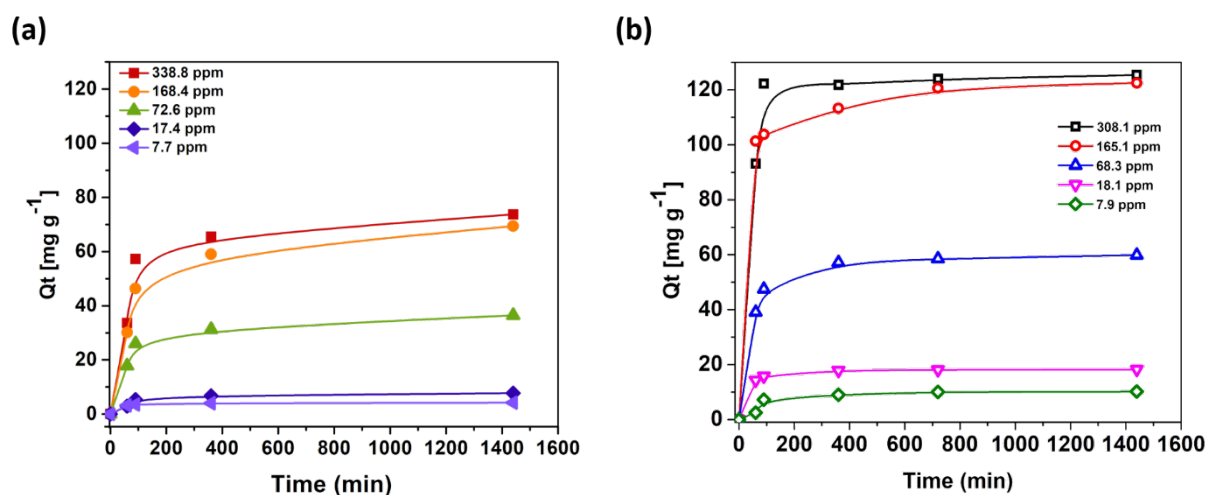 (a)
338.8 ppm
168.4 ppm
72.6 ppm
17.4 ppm
7.7 ppm
120
100
80
60
40
20
0
Qt [mg g-1]
0 200 400 600 800 1000 1200 1400 1600
Time (min)
(b)
308.1 ppm
165.1 ppm
68.3 ppm
18.1 ppm
7.9 ppm
120
100
80
60
40
20
0
Qt [mg g-1]
0 200 400 600 800 1000 1200 1400 1600
Time (min)